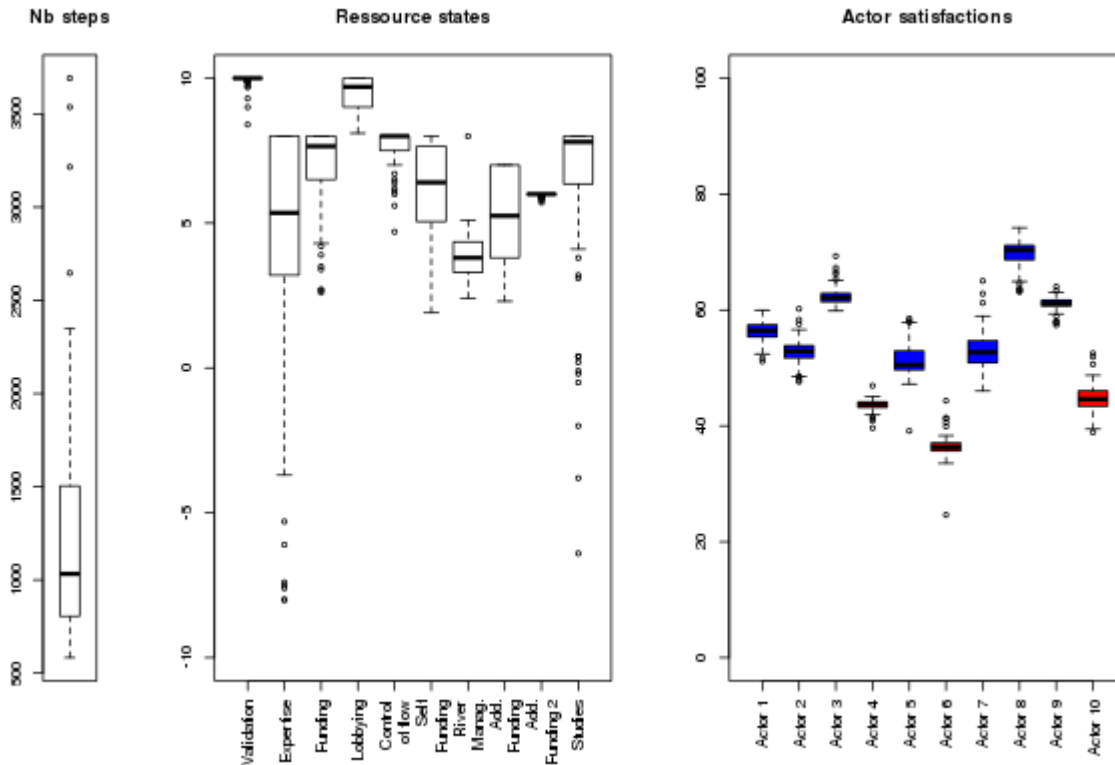 Nb steps
Ressource states
Actor satisfactions
500
1000
1500
2000
2500
3000
3500
-10
-5
0
5
10
0
20
40
60
80
100
Validation
Expertise
Funding
Lobbying
Control
of flow
Self
Funding
River
Manag.
Add.
Funding
Add.
Funding 2
Studies
Actor 1
Actor 2
Actor 3
Actor 4
Actor 5
Actor 6
Actor 7
Actor 8
Actor 9
Actor 10